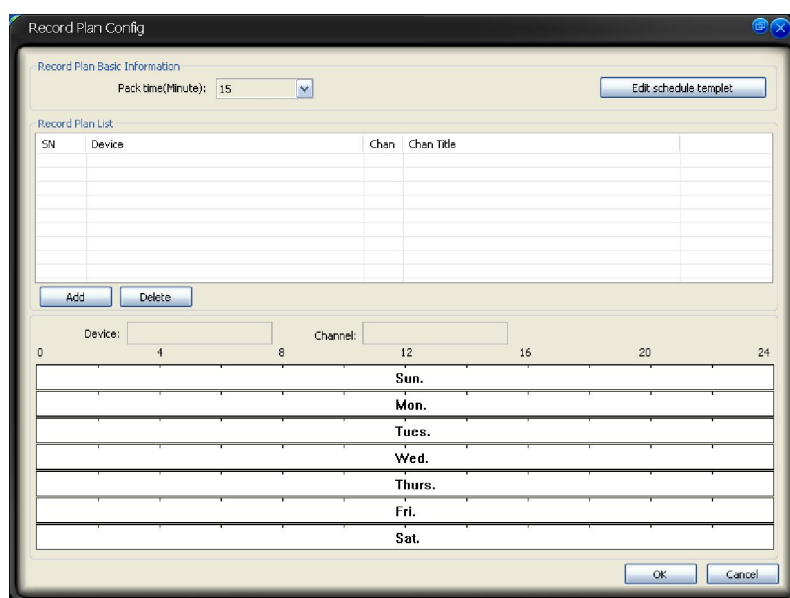 Record Plan Config
Record Plan Basic Information
Pack time(Minute): 15
Edit schedule templet
Record Plan List
SN Device Chan Chan Title
Add Delete
Device: Channel:
0 4 8 12 16 20 24
Sun.
Mon.
Tues.
Wed.
Thurs.
Fri.
Sat.
OK Cancel